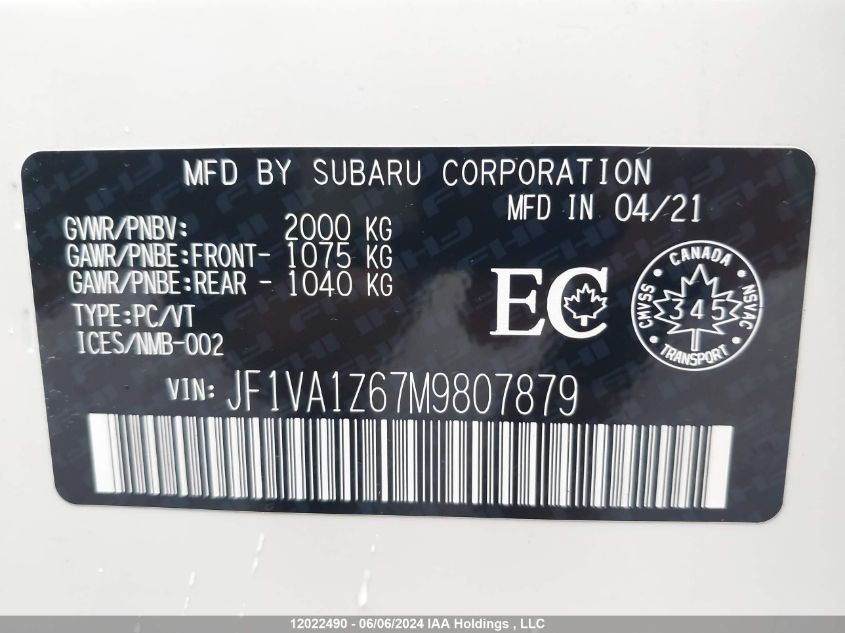 MFD BY SUBARU CORPORATION
MFD IN 04/21
GVWR/PNBV: 2000 KG
GAWR/PNBE:FRONT- 1075 KG
GAWR/PNBE:REAR - 1040 KG
TYPE:PC/VT
ICES/NMB-002
EC
CANADA
CMVSS 345 NSVAC
TRANSPORT
VIN: JF1VA1Z67M9807879
12022490 - 06/06/2024 IAA Holdings , LLC